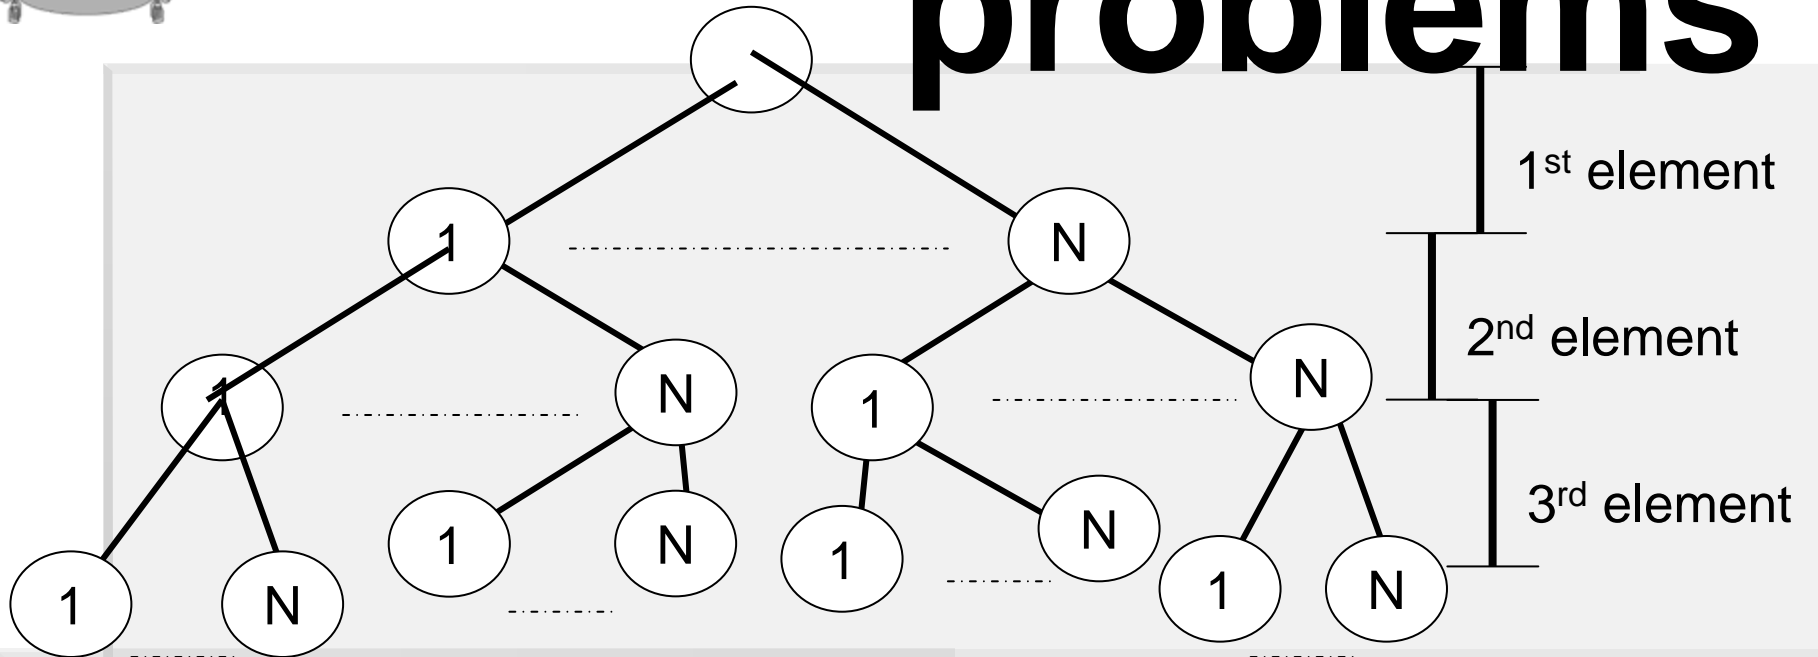 problems
1st element
1 N
2nd element
1 N 1 N
3rd element
1 N 1 N 1 N 1 N